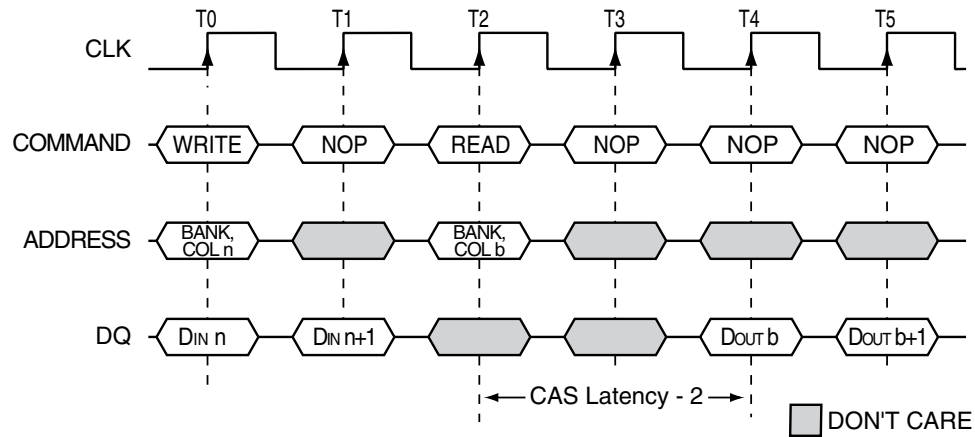 T0 T1 T2 T3 T4 T5
CLK
COMMAND WRITE NOP READ NOP NOP NOP
ADDRESS BANK, COL n BANK, COL b
DQ DIN n DIN n+1 DOUT b DOUT b+1
CAS Latency - 2
DON'T CARE